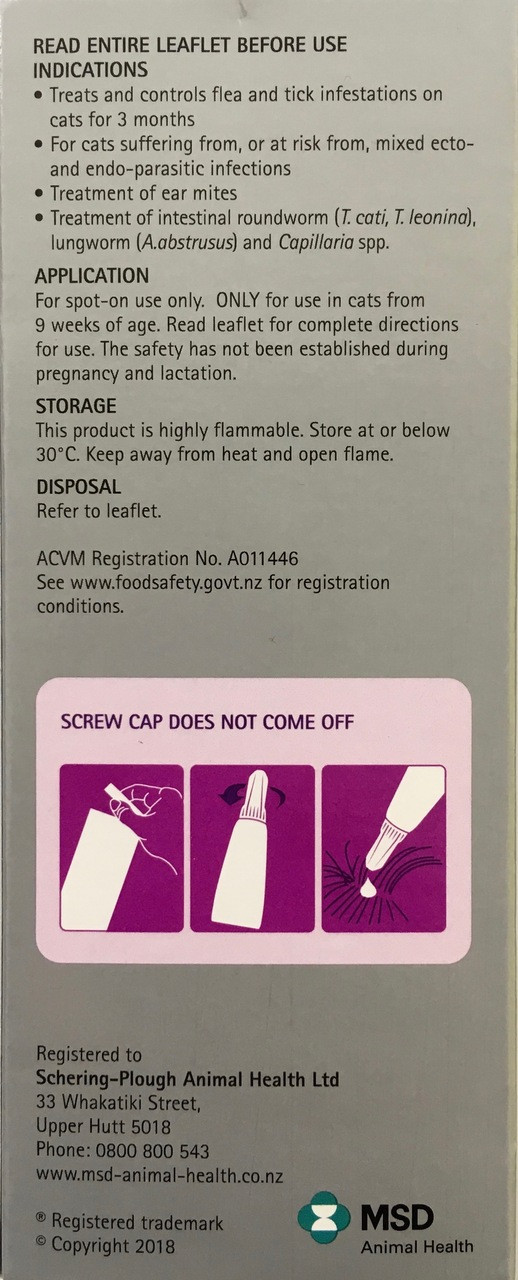 READ ENTIRE LEAFLET BEFORE USE
INDICATIONS
• Treats and controls flea and tick infestations on
cats for 3 months
• For cats suffering from, or at risk from, mixed ecto-
and endo-parasitic infections
• Treatment of ear mites
• Treatment of intestinal roundworm (T. cati, T. leonina),
lungworm (A.abstrusus) and Capillaria spp.
APPLICATION
For spot-on use only. ONLY for use in cats from
9 weeks of age. Read leaflet for complete directions
for use. The safety has not been established during
pregnancy and lactation.
STORAGE
This product is highly flammable. Store at or below
30°C. Keep away from heat and open flame.
DISPOSAL
Refer to leaflet.
ACVM Registration No. A011446
See www.foodsafety.govt.nz for registration
conditions.
SCREW CAP DOES NOT COME OFF
Registered to
Schering-Plough Animal Health Ltd
33 Whakatiki Street,
Upper Hutt 5018
Phone: 0800 800 543
www.msd-animal-health.co.nz
® Registered trademark
© Copyright 2018
MSD
Animal Health